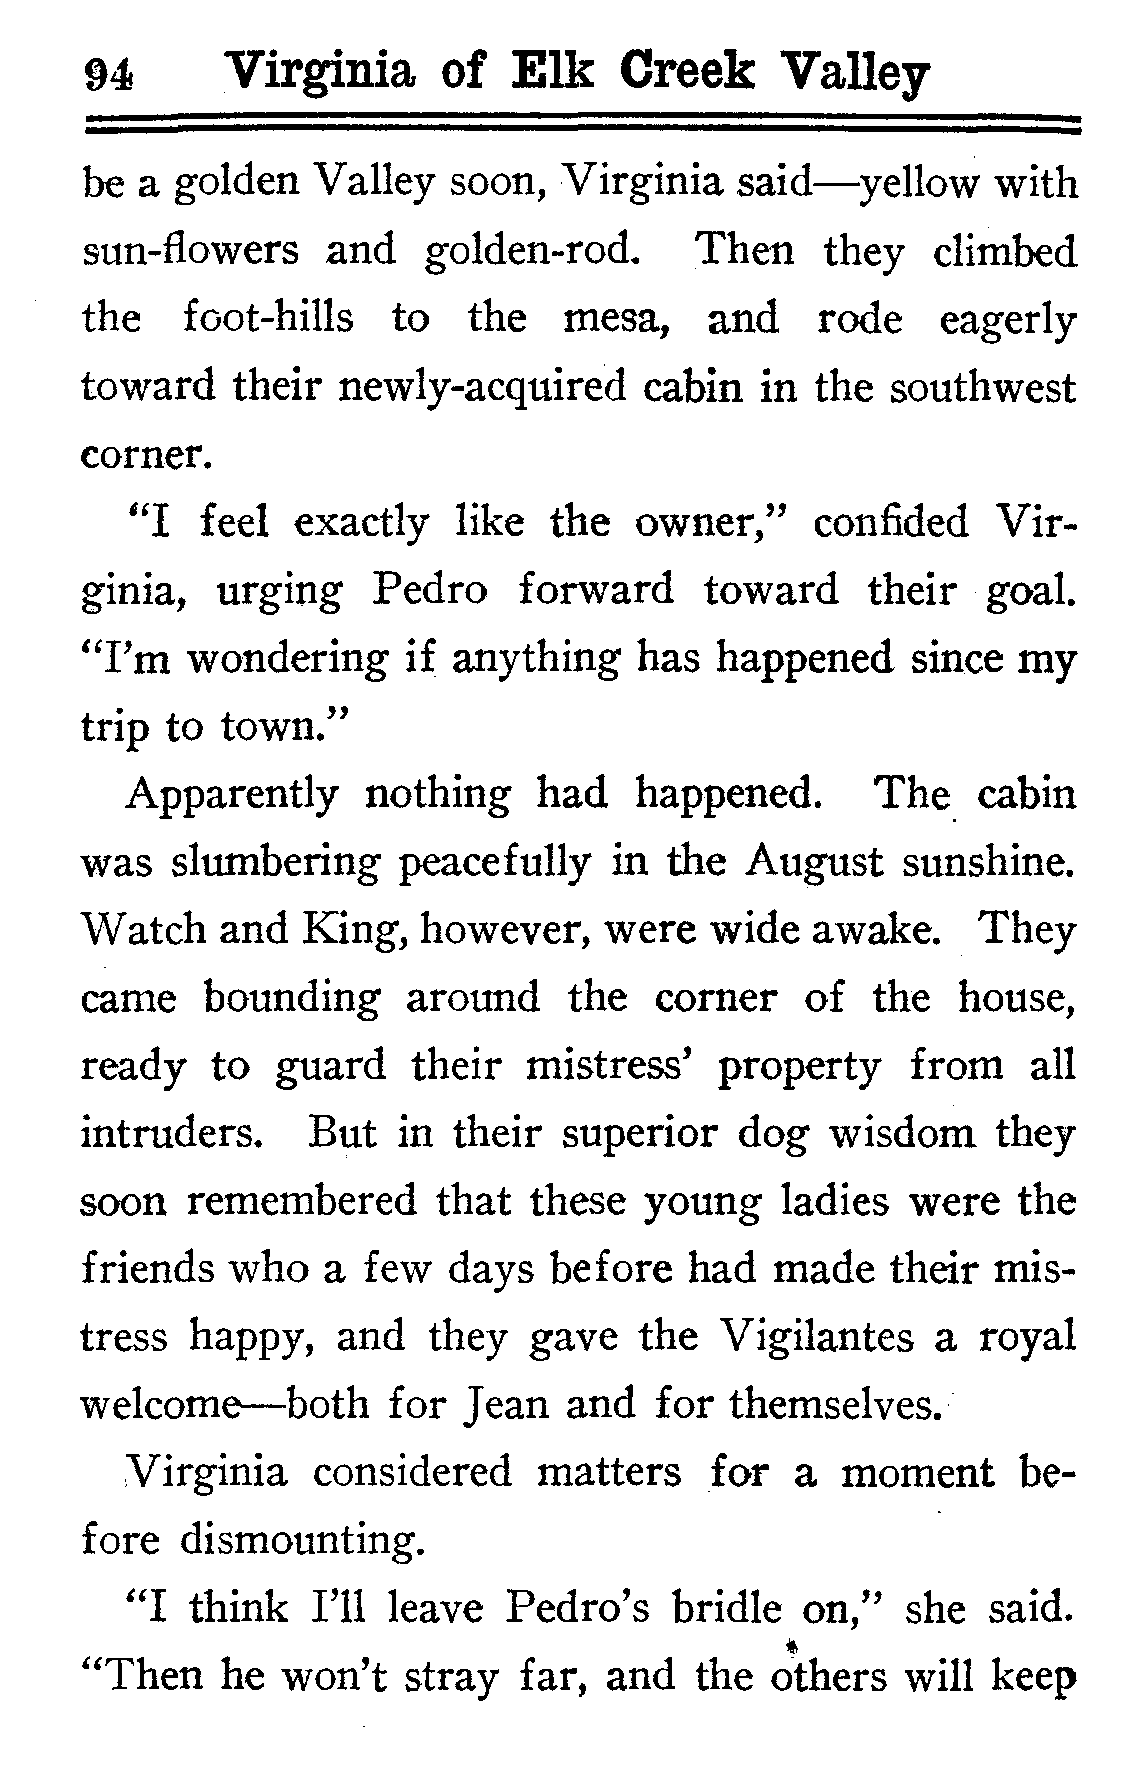 94 Virginia of Elk Creek Valley
be a golden Valley soon, Virginia said—yellow with
sun-flowers and golden-rod. Then they climbed
the foot-hills to the mesa, and rode eagerly
toward their newly-acquired cabin in the southwest
corner.
“I feel exactly like the owner,” confided Vir-
ginia, urging Pedro forward toward their goal.
“I’m wondering if anything has happened since my
trip to town.”
Apparently nothing had happened. The cabin
was slumbering peacefully in the August sunshine.
Watch and King, however, were wide awake. They
came bounding around the corner of the house,
ready to guard their mistress’ property from all
intruders. But in their superior dog wisdom they
soon remembered that these young ladies were the
friends who a few days before had made their mis-
tress happy, and they gave the Vigilantes a royal
welcome—both for Jean and for themselves.
Virginia considered matters for a moment be-
fore dismounting.
“I think I’ll leave Pedro’s bridle on,” she said.
“Then he won’t stray far, and the others will keep